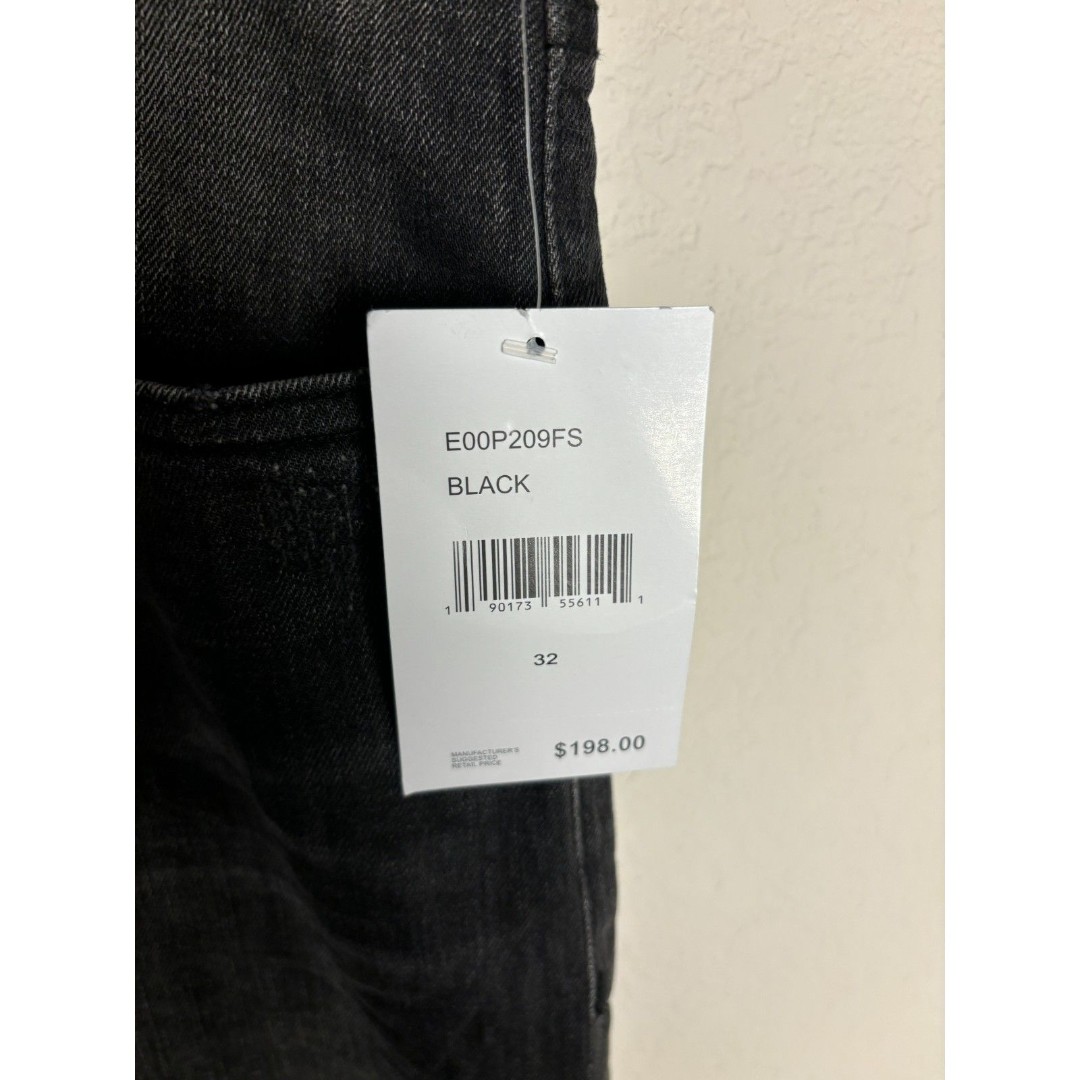 E00P209FS
BLACK
1 90173 55611 1
32
MANUFACTURER'S
SUGGESTED
RETAIL PRICE
$198.00